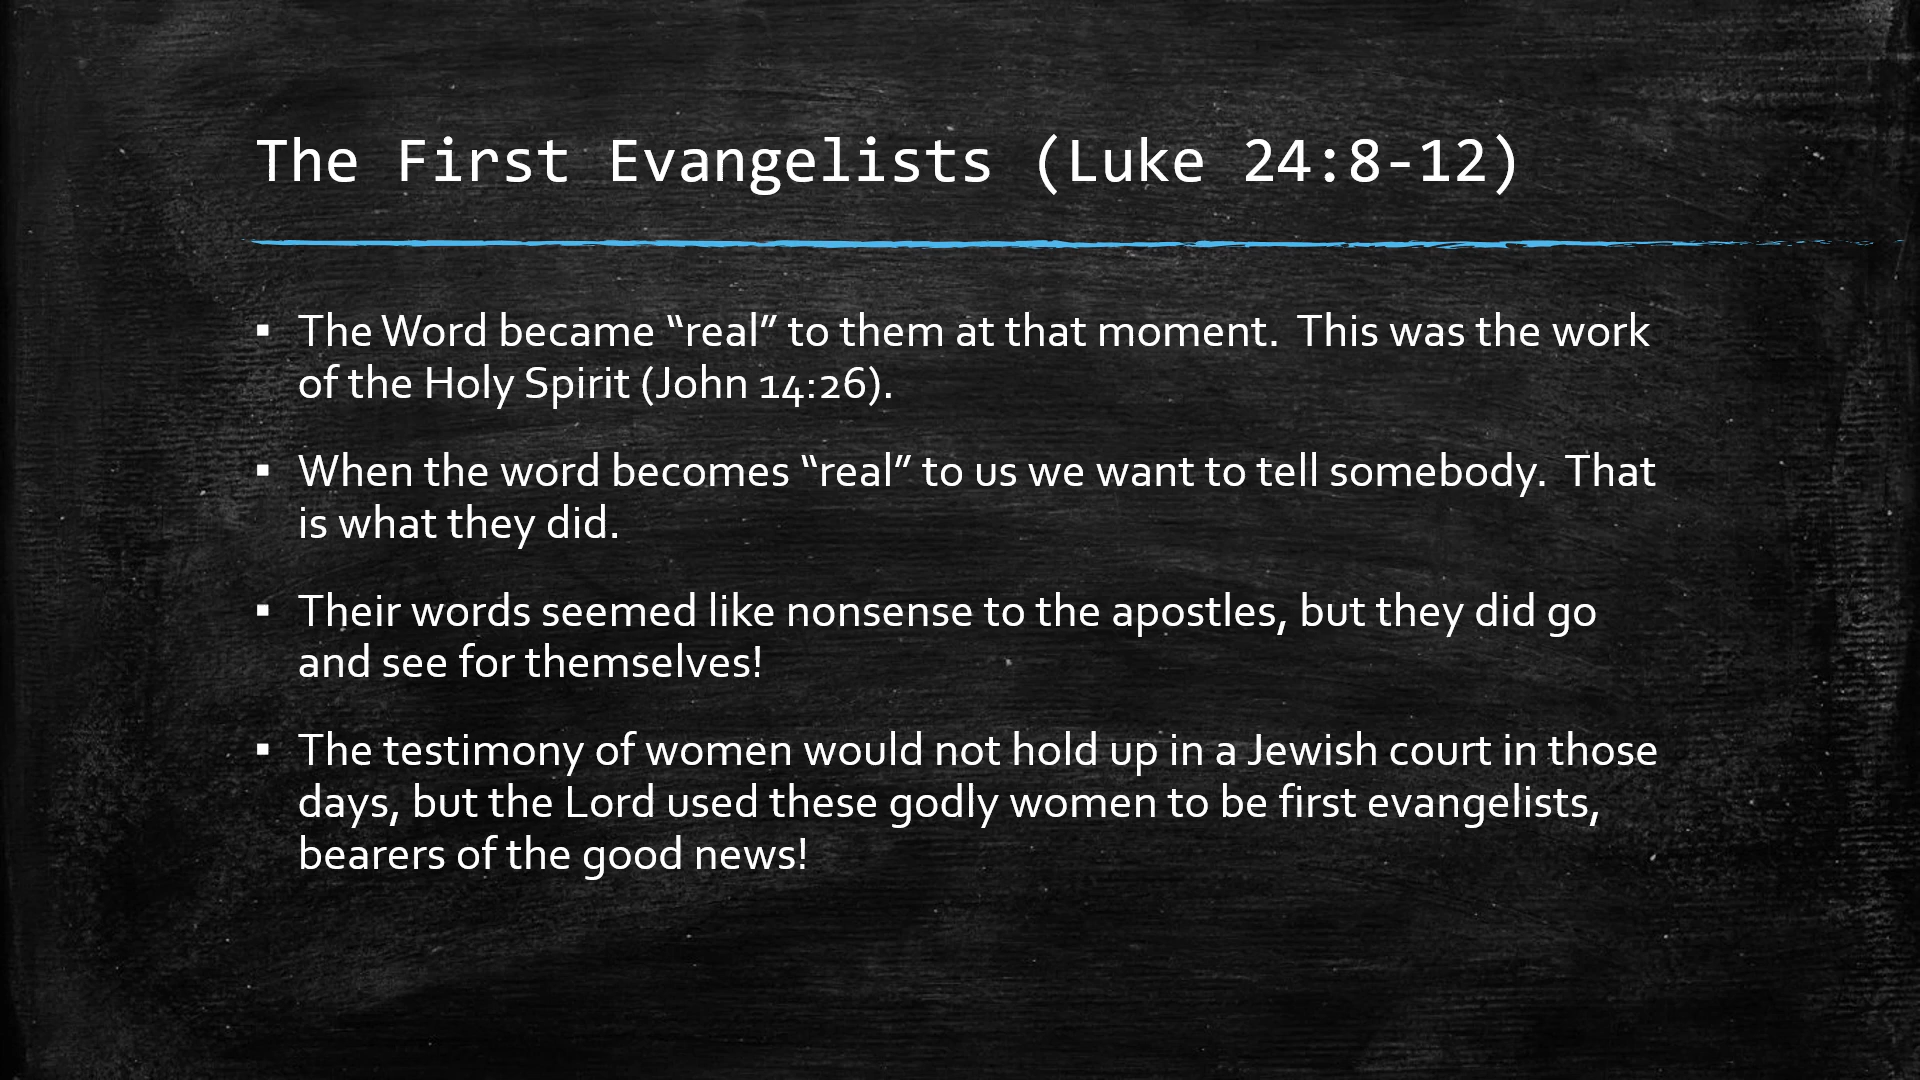 The First Evangelists (Luke 24:8-12)
▪ The Word became “real” to them at that moment.  This was the work
of the Holy Spirit (John 14:26).
▪ When the word becomes “real” to us we want to tell somebody.  That
is what they did.
▪ Their words seemed like nonsense to the apostles, but they did go
and see for themselves!
▪ The testimony of women would not hold up in a Jewish court in those
days, but the Lord used these godly women to be first evangelists,
bearers of the good news!